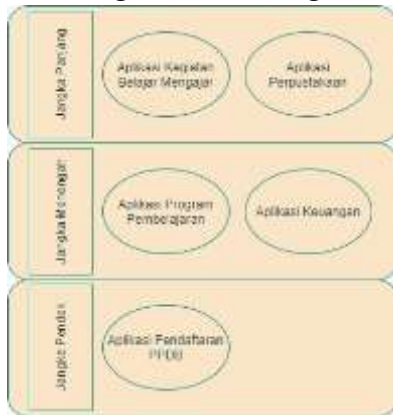 Jangka Panjang
Aplikasi Kegiatan
Belajar Mengajar
Aplikasi
Perpustakaan
Jangka Menengah
Aplikasi Program
Pembelajaran
Aplikasi Keuangan
Jangka Pendek
Aplikasi Pendaftaran
PPDB